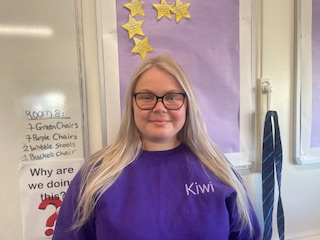 ROOM 8:
7 Green Chairs
7 Purple Chairs
2 Wobble Stools
1 Bucket Chair
Why are
we doing
this?
?
Kiwi